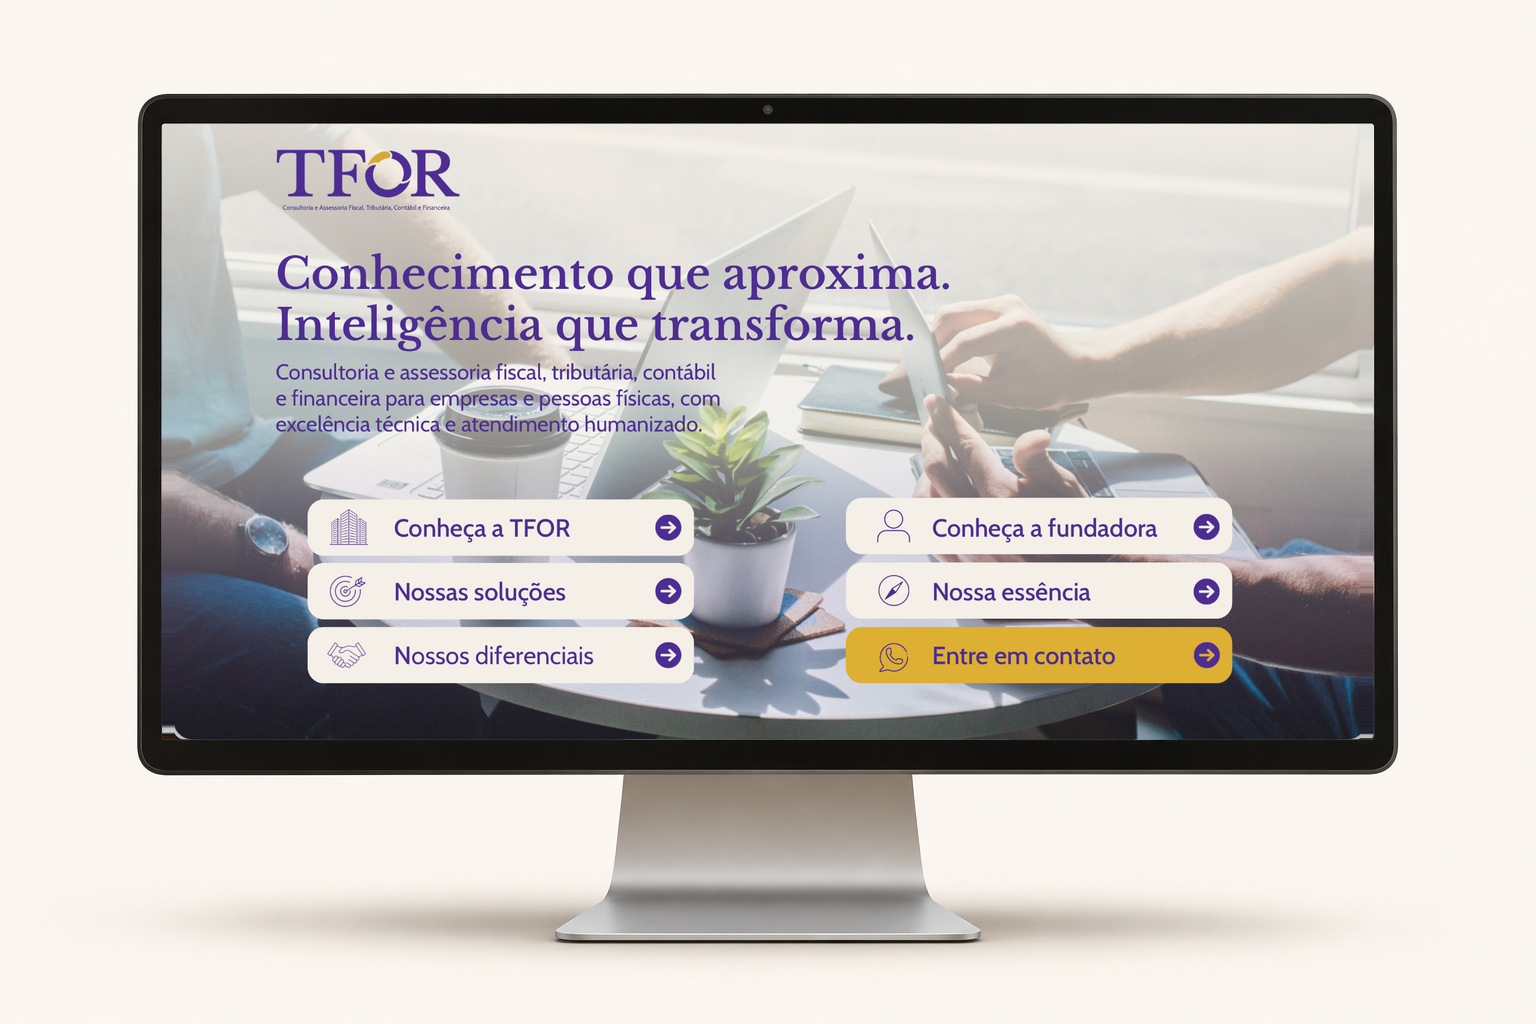 TFOR
Consultoria e Assessoria Fiscal, Tributária, Contábil e Financeira
Conhecimento que aproxima.
Inteligência que transforma.
Consultoria e assessoria fiscal, tributária, contábil
e financeira para empresas e pessoas físicas, com
excelência técnica e atendimento humanizado.
Conheça a TFOR
Nossas soluções
Nossos diferenciais
Conheça a fundadora
Nossa essência
Entre em contato